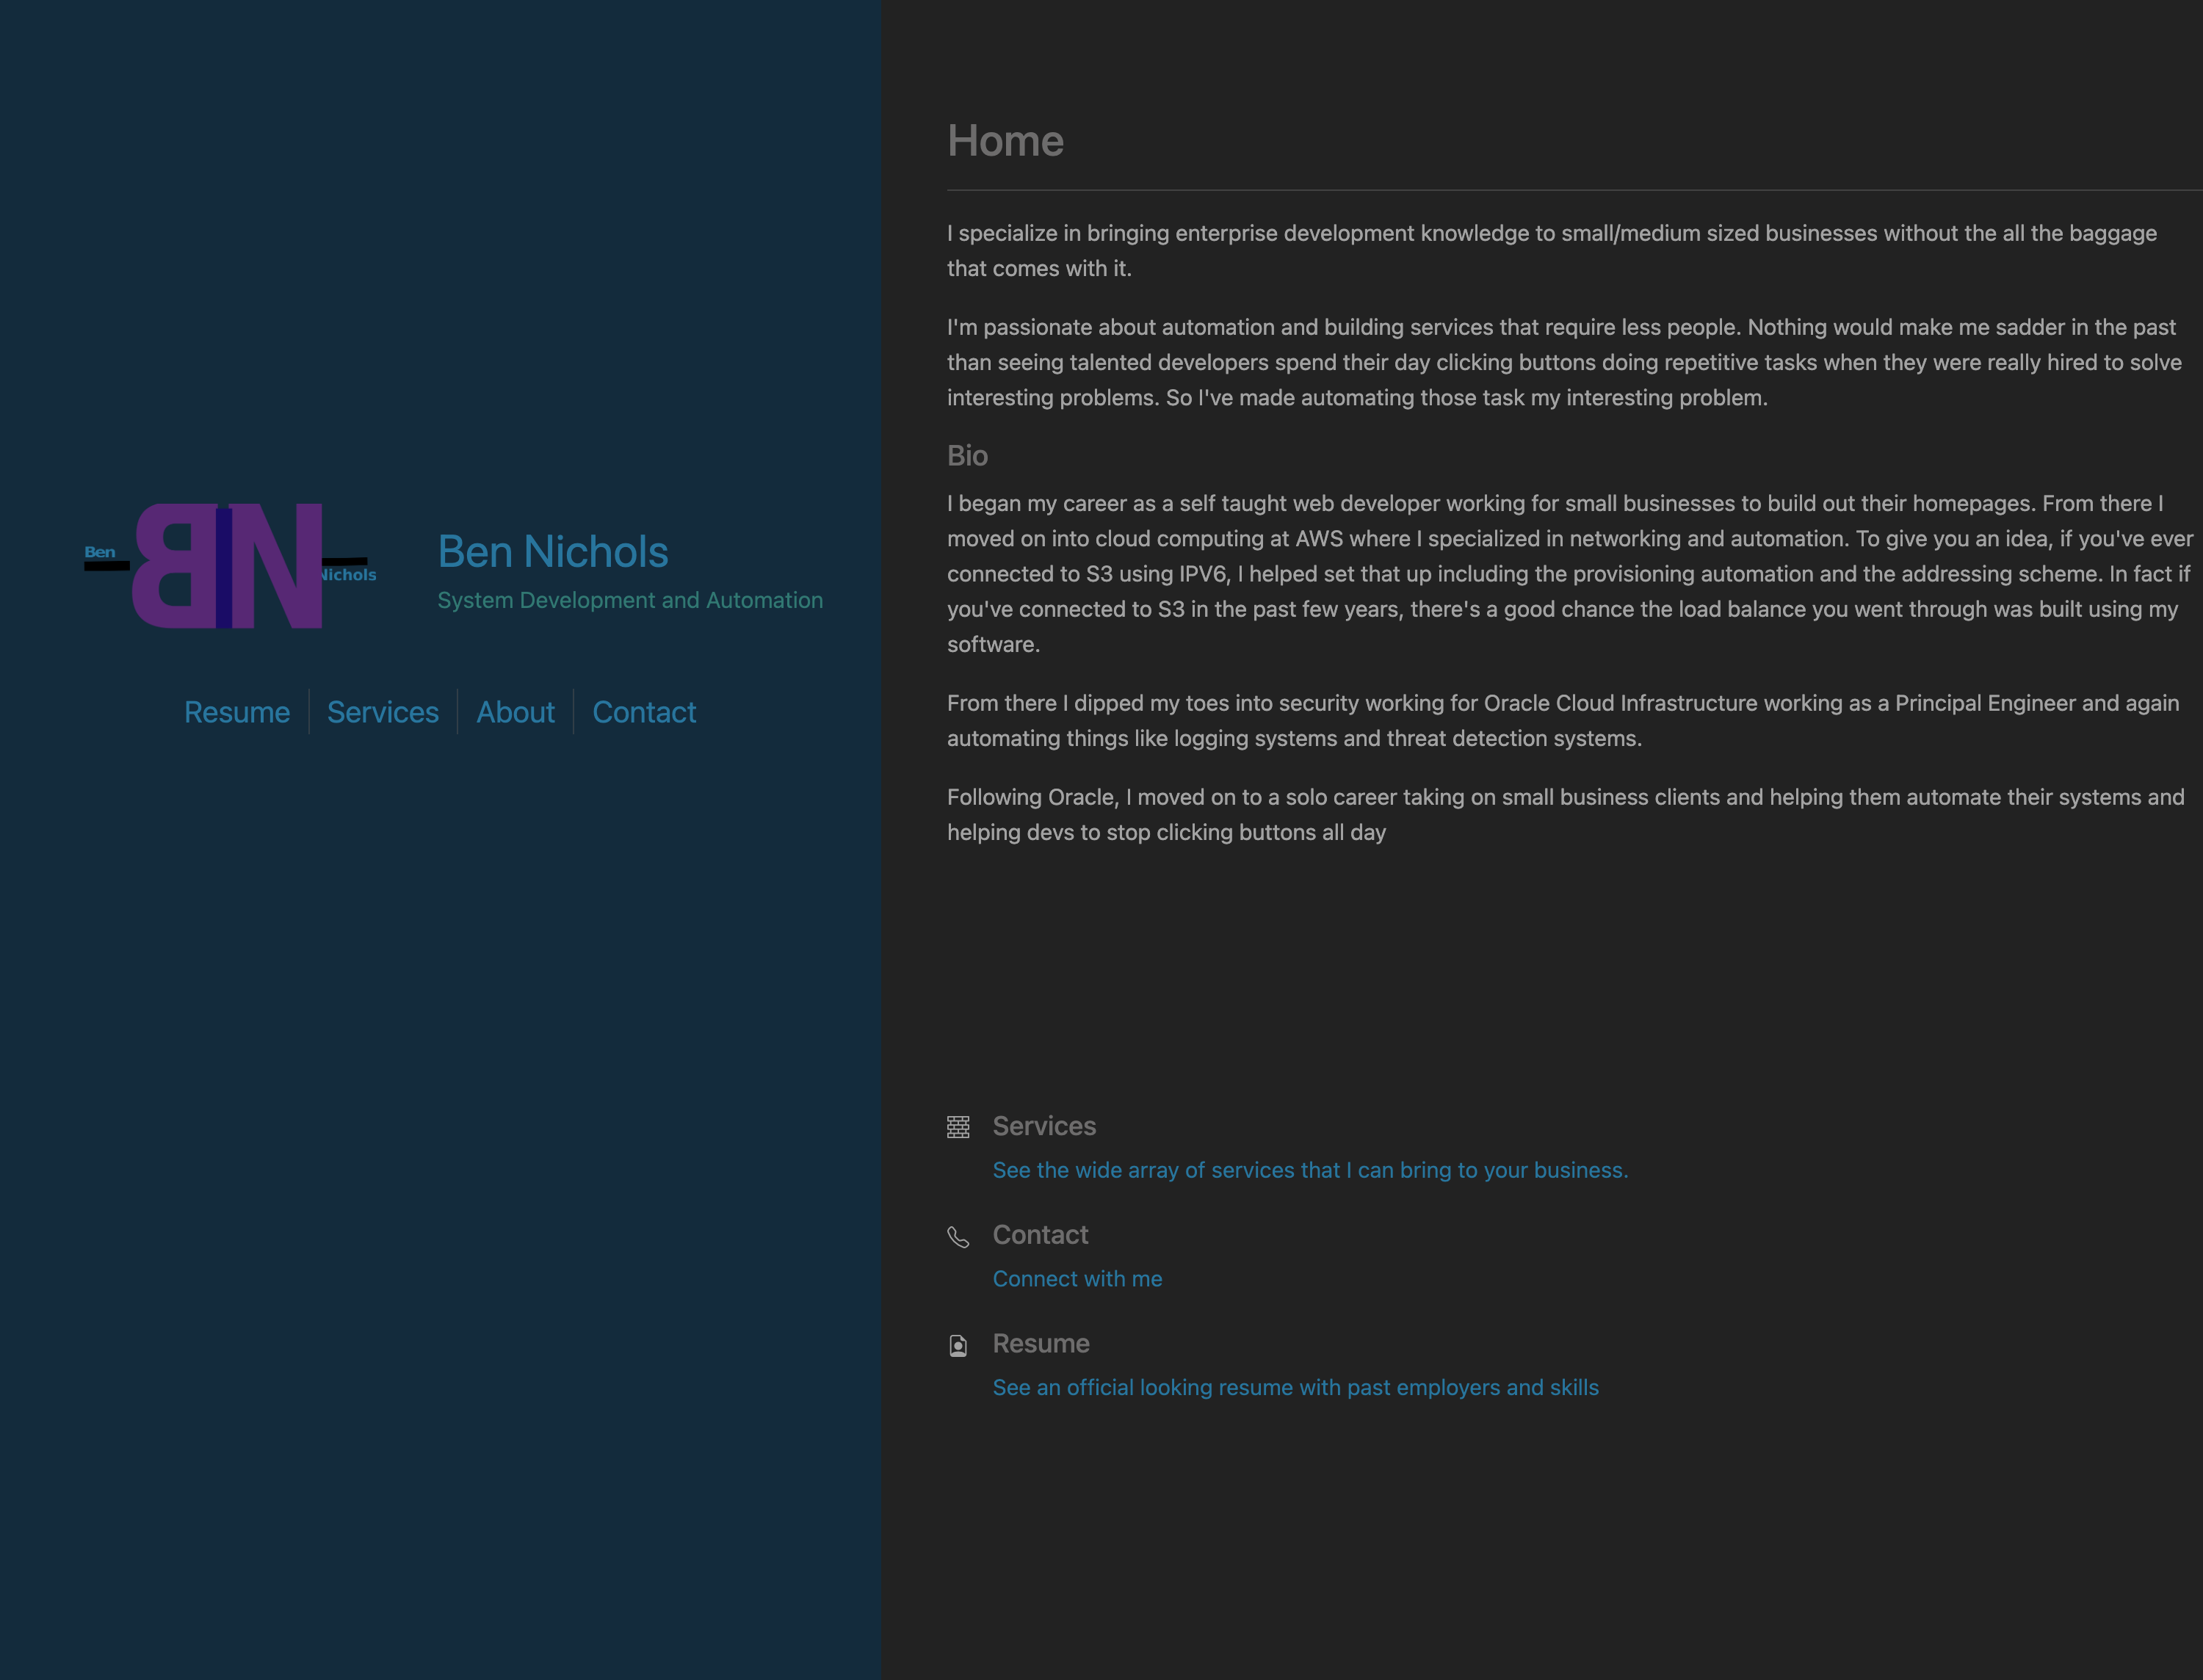 Ben
BN
Nichols
Ben Nichols
System Development and Automation
Resume
Services
About
Contact
Home
I specialize in bringing enterprise development knowledge to small/medium sized businesses without the all the baggage
that comes with it.
I'm passionate about automation and building services that require less people. Nothing would make me sadder in the past
than seeing talented developers spend their day clicking buttons doing repetitive tasks when they were really hired to solve
interesting problems. So I've made automating those task my interesting problem.
Bio
I began my career as a self taught web developer working for small businesses to build out their homepages. From there I
moved on into cloud computing at AWS where I specialized in networking and automation. To give you an idea, if you've ever
connected to S3 using IPV6, I helped set that up including the provisioning automation and the addressing scheme. In fact if
you've connected to S3 in the past few years, there's a good chance the load balance you went through was built using my
software.
From there I dipped my toes into security working for Oracle Cloud Infrastructure working as a Principal Engineer and again
automating things like logging systems and threat detection systems.
Following Oracle, I moved on to a solo career taking on small business clients and helping them automate their systems and
helping devs to stop clicking buttons all day
Services
See the wide array of services that I can bring to your business.
Contact
Connect with me
Resume
See an official looking resume with past employers and skills